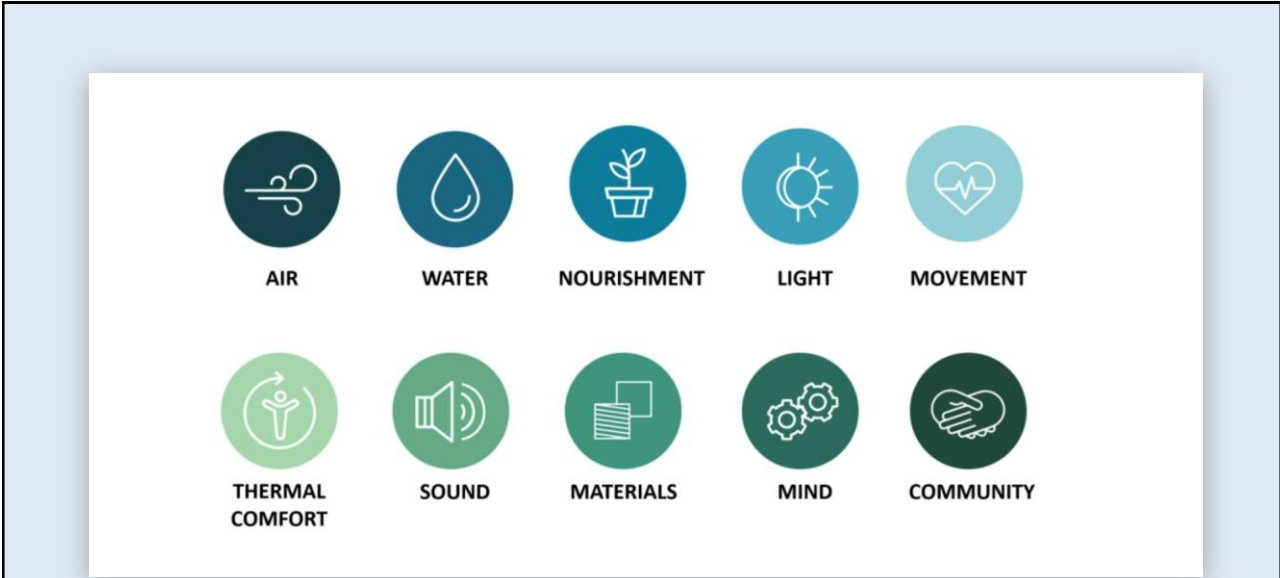 AIR
WATER
NOURISHMENT
LIGHT
MOVEMENT
THERMAL
COMFORT
SOUND
MATERIALS
MIND
COMMUNITY